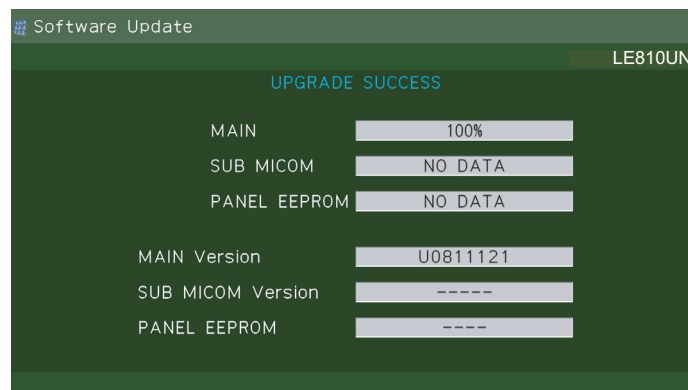 Software Update
LE810UN
UPGRADE SUCCESS
MAIN 100%
SUB MICOM NO DATA
PANEL EEPROM NO DATA
MAIN Version U0811121
SUB MICOM Version -----
PANEL EEPROM ----